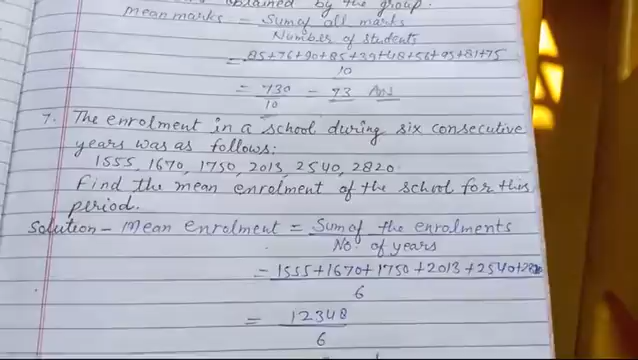 obtained by the group.
Mean marks = Sum of all marks
Number of Students
= 85+76+90+85+39+48+56+95+81+75
10
= 730
10 = 73 Ans
7. The enrolment in a school during six consecutive
years was as follows:
1555, 1670, 1750, 2013, 2540, 2820
Find the mean enrolment of the school for this
period.
Solution - Mean enrolment = Sum of the enrolments
No. of years
= 1555+1670+1750+2013+2540+2820
6
= 12348
6